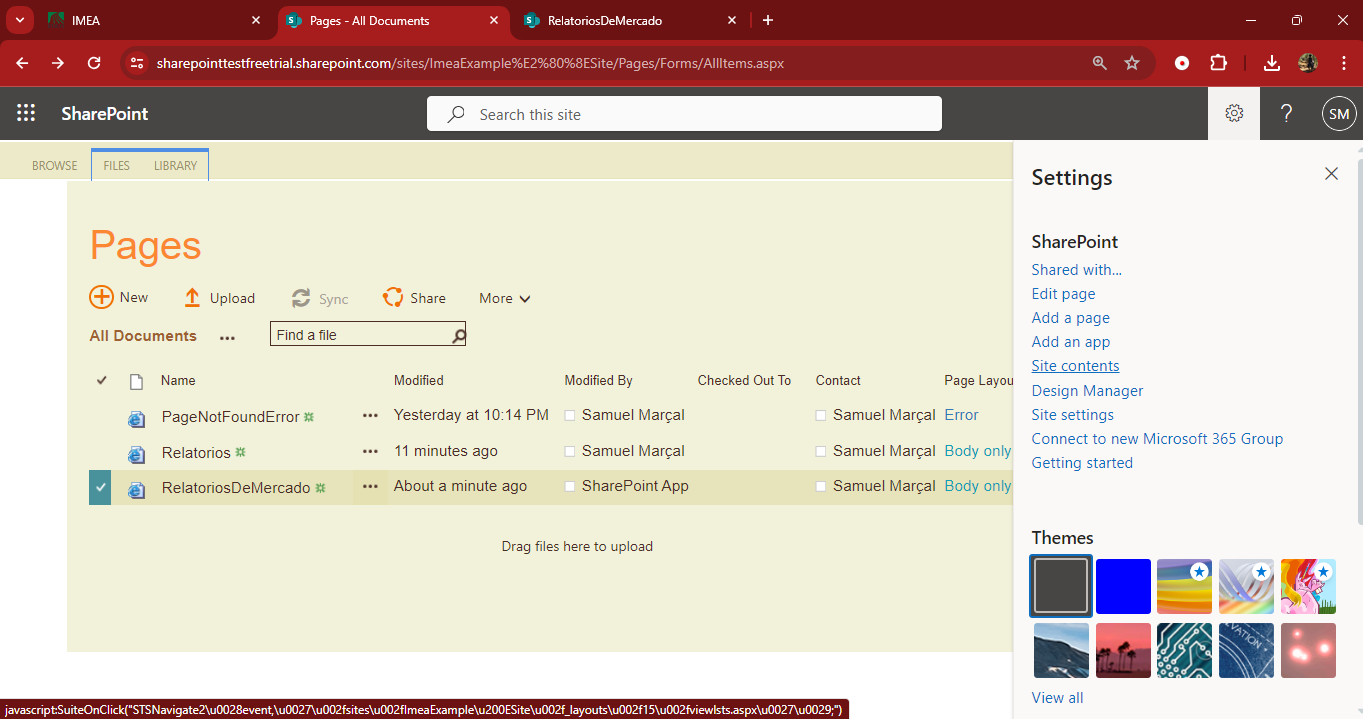 IMEA
Pages - All Documents
RelatoriosDeMercado
sharepointtestfreetrial.sharepoint.com/sites/ImeaExample%E2%80%8ESite/Pages/Forms/AllItems.aspx
SharePoint
Search this site
?
SM
BROWSE
FILES
LIBRARY
Pages
New
Upload
Sync
Share
More
All Documents
...
Find a file
Name
Modified
Modified By
Checked Out To
Contact
Page Layou
PageNotFoundError
...
Yesterday at 10:14 PM
Samuel Marçal
Samuel Marçal
Error
Relatorios
...
11 minutes ago
Samuel Marçal
Samuel Marçal
Body only
RelatoriosDeMercado
...
About a minute ago
SharePoint App
Samuel Marçal
Body only
Drag files here to upload
Settings
SharePoint
Shared with...
Edit page
Add a page
Add an app
Site contents
Design Manager
Site settings
Connect to new Microsoft 365 Group
Getting started
Themes
VATION
View all
javascript:SuiteOnClick("STSNavigate2\u0028event,\u0027\u002fsites\u002fImeaExample\u200ESite\u002f_layouts\u002f15\u002fviewlsts.aspx\u0027\u0029;")